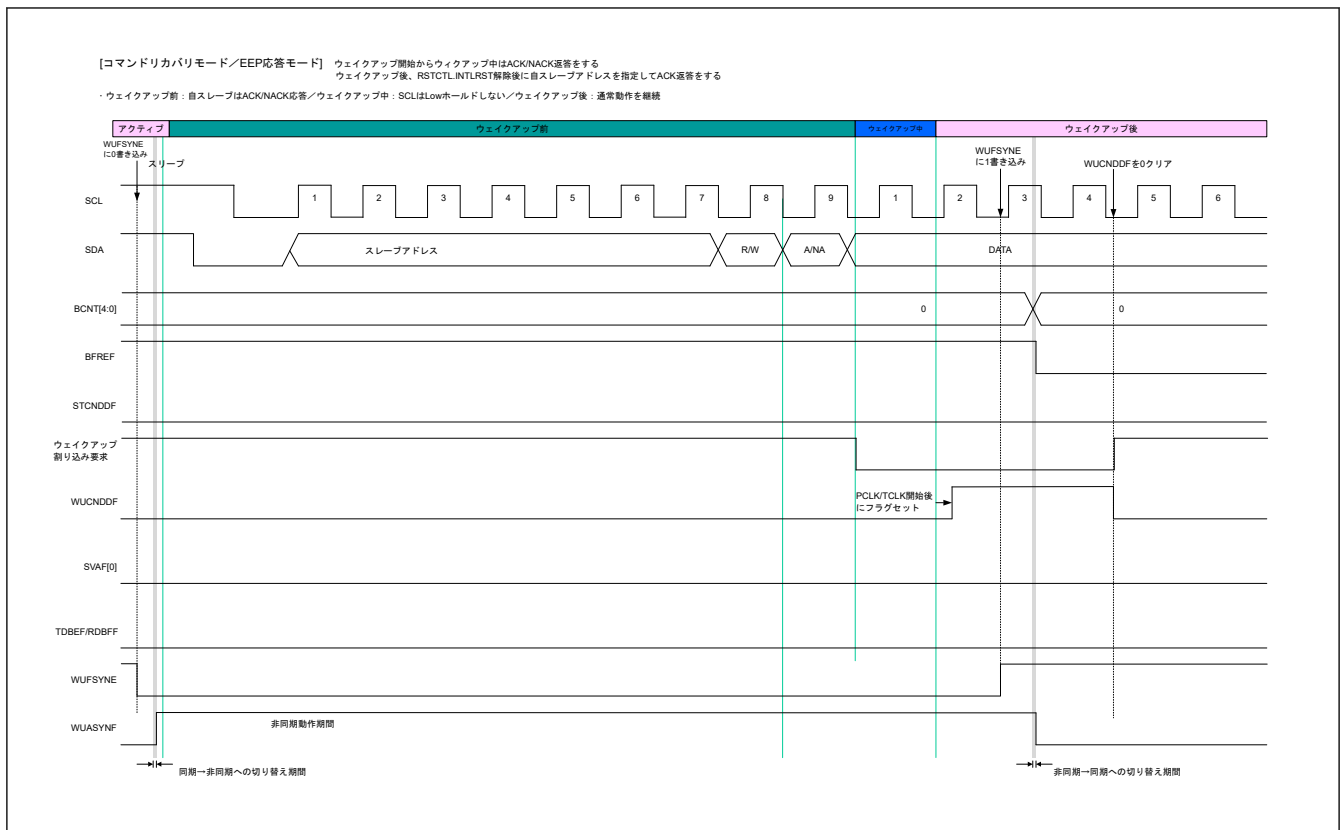 [コマンドリカバリモード／EEP応答モード] ウェイクアップ開始からウィクアップ中はACK/NACK返答をする
ウェイクアップ後、RSTCTL.INTLRST解除後に自スレーブアドレスを指定してACK返答をする
・ウェイクアップ前：自スレーブはACK/NACK応答／ウェイクアップ中：SCLはLowホールドしない／ウェイクアップ後：通常動作を継続
アクティブ ウェイクアップ前 ウェイクアップ中 ウェイクアップ後
WUFSYNE
に0書き込み
スリープ
WUFSYNE
に1書き込み
WUCNDDFを0クリア
SCL 1 2 3 4 5 6 7 8 9 1 2 3 4 5 6
SDA スレーブアドレス R/W A/NA DATA
BCNT[4:0] 0 0
BFREF
STCNDDF
ウェイクアップ
割り込み要求
WUCNDDF
PCLK/TCLK開始後
にフラグセット
SVAF[0]
TDBEF/RDBFF
WUFSYNE
WUASYNF 非同期動作期間
同期→非同期への切り替え期間 非同期→同期への切り替え期間